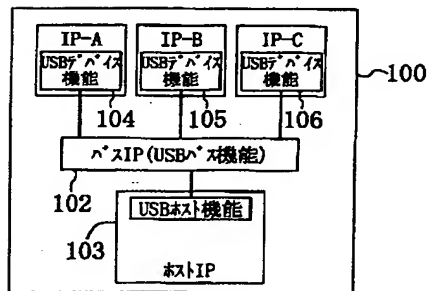 IP-A
USBデバイス
機能
IP-B
USBデバイス
機能
IP-C
USBデバイス
機能
100
104
105
106
バスIP(USBバス機能)
102
USBホスト機能
103
ホストIP